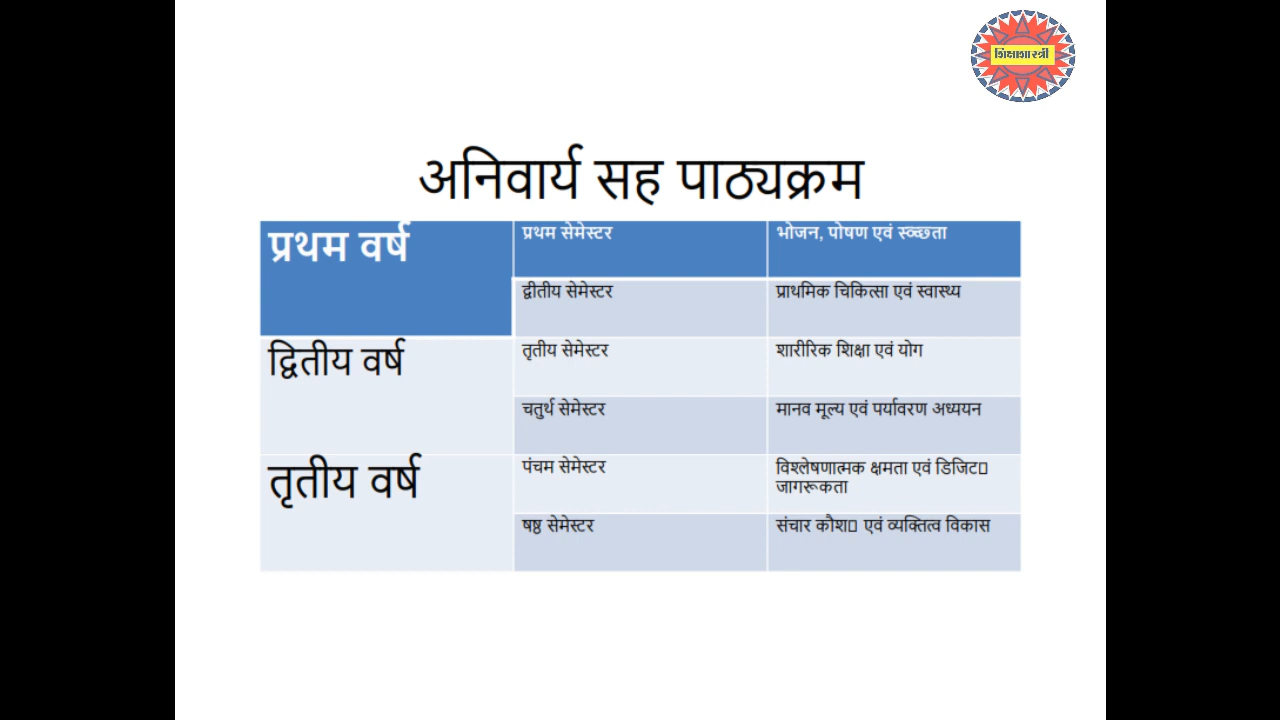 शिक्षाशास्त्री
अनिवार्य सह पाठ्यक्रम
प्रथम वर्ष प्रथम सेमेस्टर भोजन, पोषण एवं स्व्च्छ्ता
द्वीतीय सेमेस्टर प्राथमिक चिकित्सा एवं स्वास्थ्य
द्वितीय वर्ष तृतीय सेमेस्टर शारीरिक शिक्षा एवं योग
चतुर्थ सेमेस्टर मानव मूल्य एवं पर्यावरण अध्ययन
तृतीय वर्ष पंचम सेमेस्टर विश्लेषणात्मक क्षमता एवं डिजिट▯
जागरूकता
षष्ठ सेमेस्टर संचार कौश▯ एवं व्यक्तित्व विकास